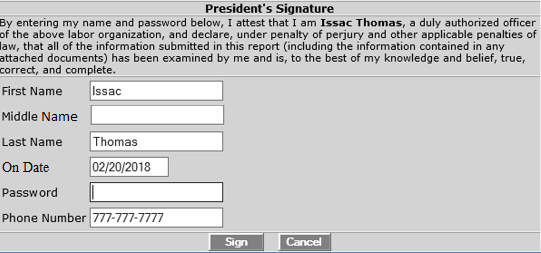 President's Signature
By entering my name and password below, I attest that I am Issac Thomas, a duly authorized officer
of the above labor organization, and declare, under penalty of perjury and other applicable penalties of
law, that all of the information submitted in this report (including the information contained in any
attached documents) has been examined by me and is, to the best of my knowledge and belief, true,
correct, and complete.
First Name Issac
Middle Name
Last Name Thomas
On Date 02/20/2018
Password
Phone Number 777-777-7777
Sign Cancel